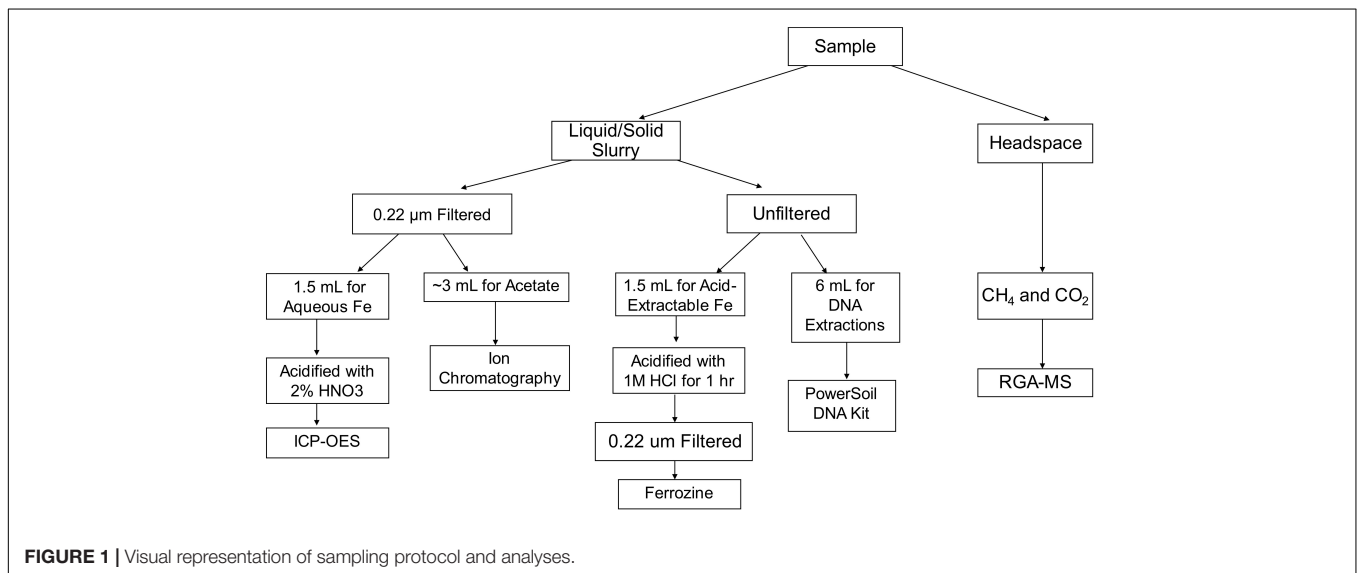 Sample
Liquid/Solid
Slurry
Headspace
0.22 µm Filtered
Unfiltered
1.5 mL for
Aqueous Fe
~3 mL for Acetate
1.5 mL for Acid-
Extractable Fe
6 mL for
DNA
Extractions
CH₄ and CO₂
Acidified with
2% HNO3
Ion
Chromatography
Acidified with
1M HCl for 1 hr
PowerSoil
DNA Kit
RGA-MS
ICP-OES
0.22 um Filtered
Ferrozine
FIGURE 1 | Visual representation of sampling protocol and analyses.